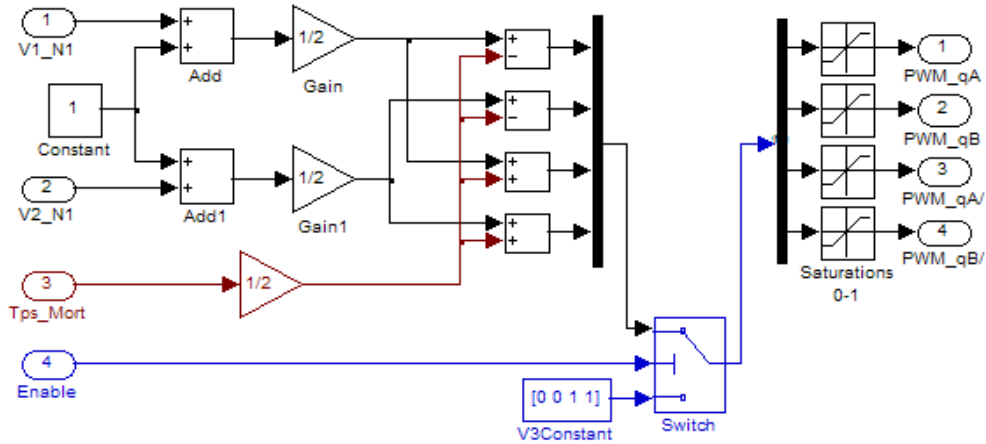 1
V1_N1
+
+
Add
1/2
Gain
1
Constant
+
+
Add1
1/2
Gain1
2
V2_N1
3
Tps_Mort
1/2
4
Enable
+
−
+
−
+
+
+
+
[0 0 1 1]
V3Constant
Switch
Saturations
0-1
1
PWM_qA
2
PWM_qB
3
PWM_qA/
4
PWM_qB/